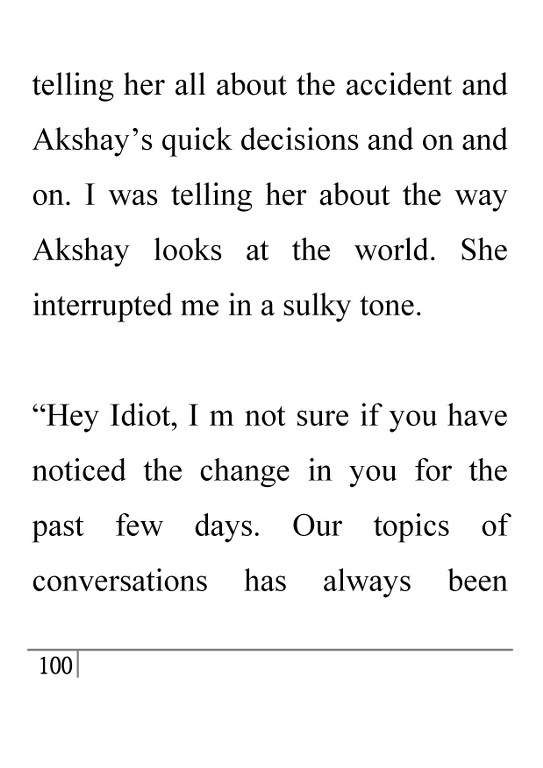 telling her all about the accident and
Akshay’s quick decisions and on and
on. I was telling her about the way
Akshay looks at the world. She
interrupted me in a sulky tone.
“Hey Idiot, I m not sure if you have
noticed the change in you for the
past few days. Our topics of
conversations has always been
100